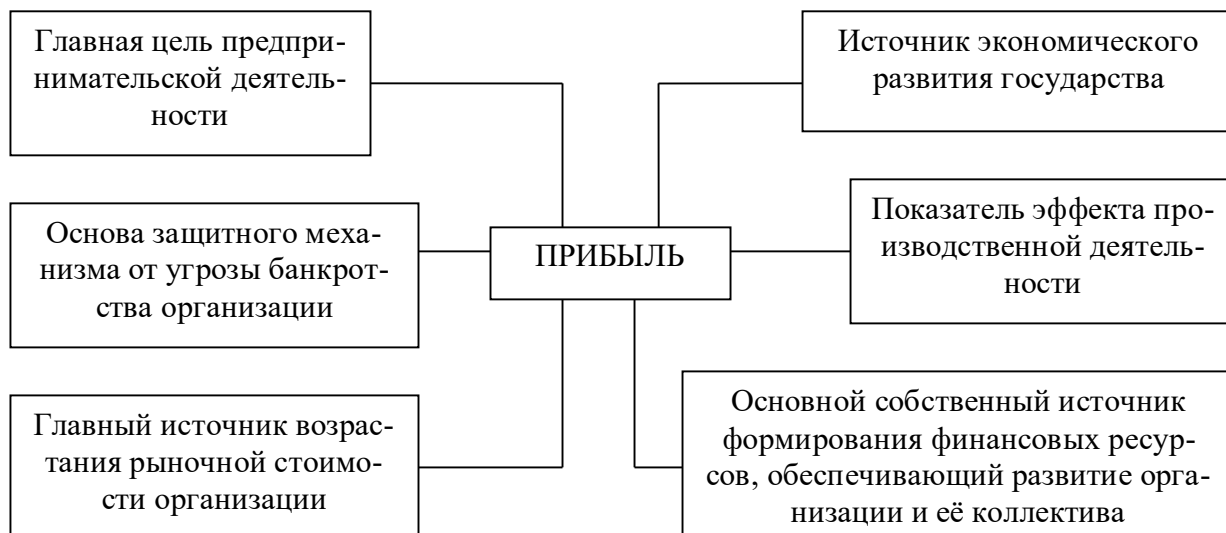 Главная цель предпри-
нимательской деятель-
ности
Источник экономического
развития государства
Основа защитного меха-
низма от угрозы банкрот-
ства организации
ПРИБЫЛЬ
Показатель эффекта про-
изводственной деятель-
ности
Главный источник возрас-
тания рыночной стоимо-
сти организации
Основной собственный источник
формирования финансовых ресур-
сов, обеспечивающий развитие орга-
низации и её коллектива